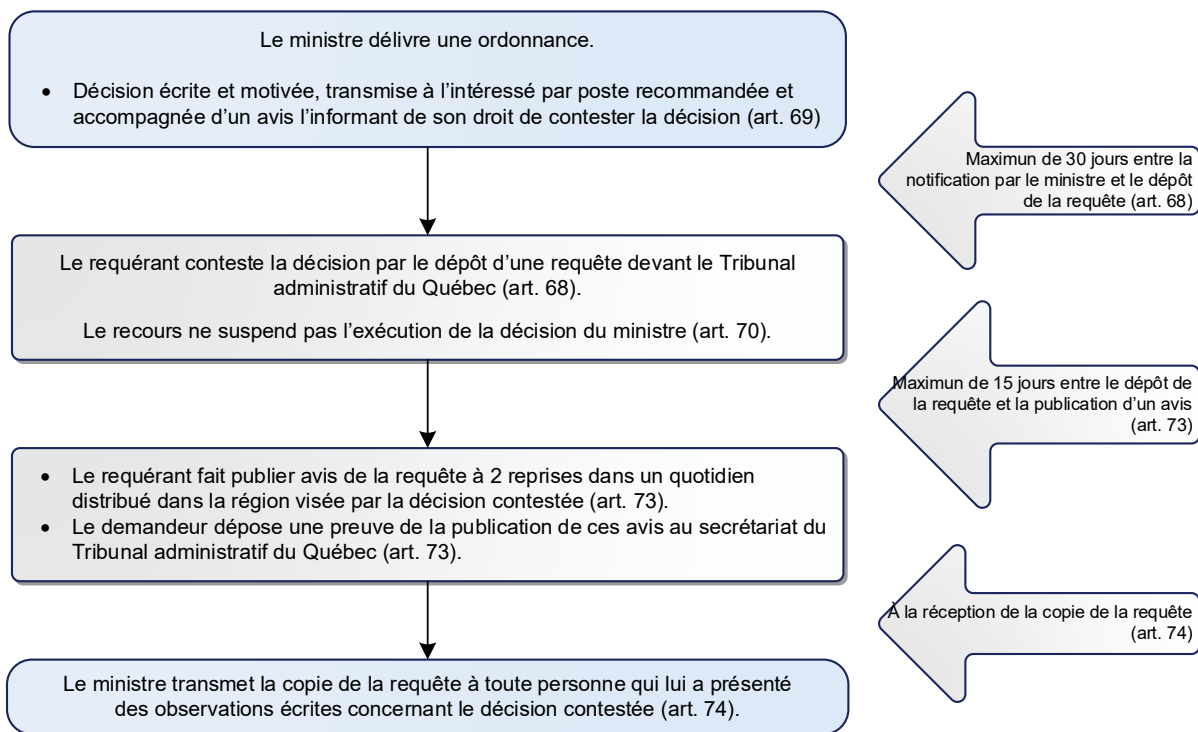 Le ministre délivre une ordonnance.
• Décision écrite et motivée, transmise à l’intéressé par poste recommandée et
accompagnée d’un avis l’informant de son droit de contester la décision (art. 69)
Maximun de 30 jours entre la
notification par le ministre et le dépôt
de la requête (art. 68)
Le requérant conteste la décision par le dépôt d’une requête devant le Tribunal
administratif du Québec (art. 68).
Le recours ne suspend pas l’exécution de la décision du ministre (art. 70).
Maximun de 15 jours entre le dépôt de
la requête et la publication d’un avis
(art. 73)
• Le requérant fait publier avis de la requête à 2 reprises dans un quotidien
distribué dans la région visée par la décision contestée (art. 73).
• Le demandeur dépose une preuve de la publication de ces avis au secrétariat du
Tribunal administratif du Québec (art. 73).
À la réception de la copie de la requête
(art. 74)
Le ministre transmet la copie de la requête à toute personne qui lui a présenté
des observations écrites concernant le décision contestée (art. 74).